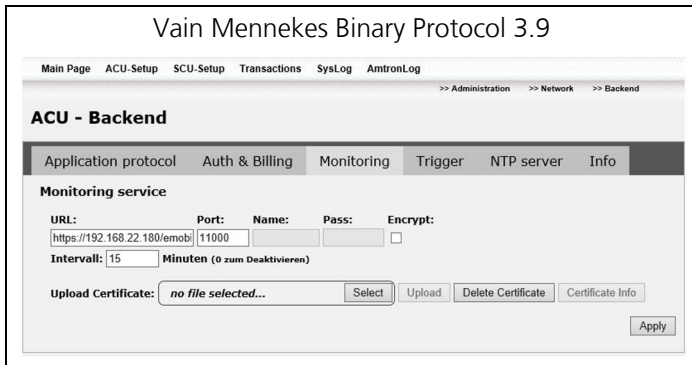 Vain Mennekes Binary Protocol 3.9
Main Page ACU-Setup SCU-Setup Transactions SysLog AmtronLog
>> Administration >> Network >> Backend
ACU - Backend
Application protocol Auth & Billing Monitoring Trigger NTP server Info
Monitoring service
URL: Port: Name: Pass: Encrypt:
https://192.168.22.180/emobi 11000
Intervall: 15 Minuten (0 zum Deaktivieren)
Upload Certificate: no file selected... Select Upload Delete Certificate Certificate Info
Apply